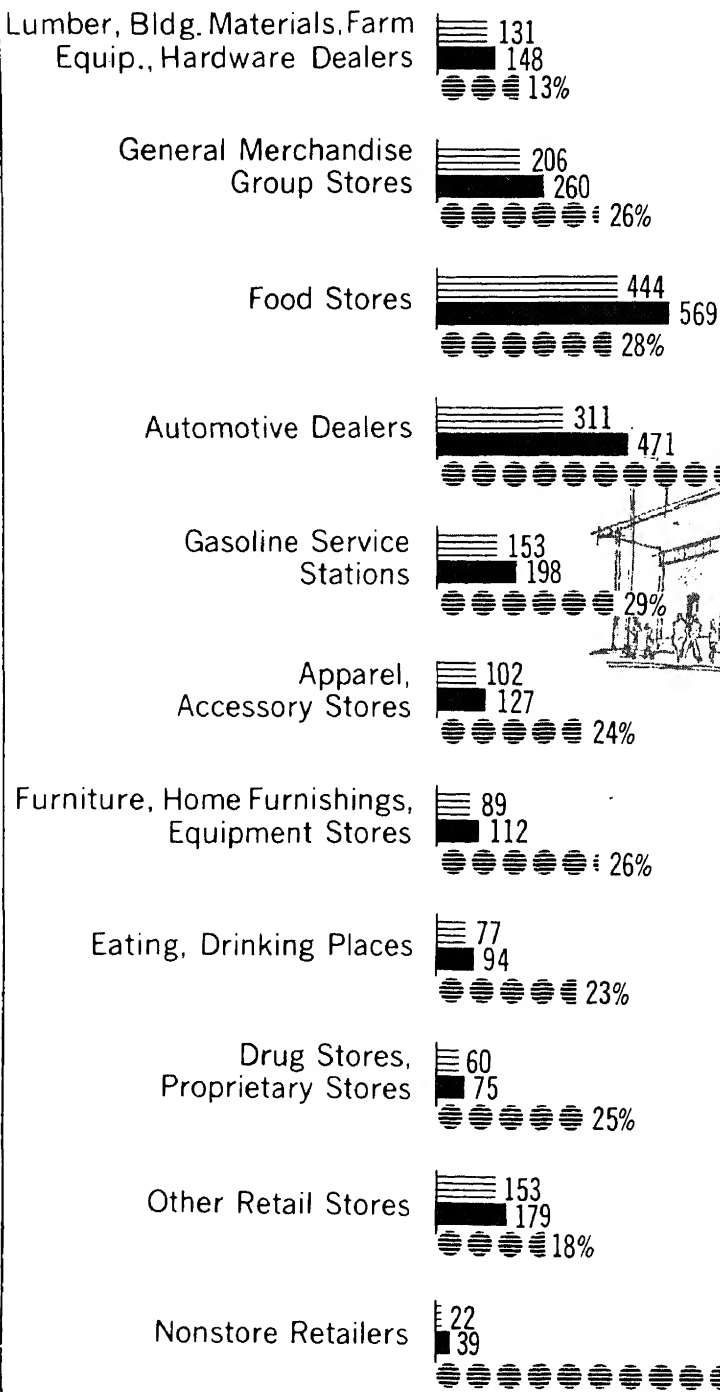 Lumber, Bldg. Materials, Farm
Equip., Hardware Dealers
131
148
13%
General Merchandise
Group Stores
206
260
26%
Food Stores
444
569
28%
Automotive Dealers
311
471
Gasoline Service
Stations
153
198
29%
Apparel,
Accessory Stores
102
127
24%
Furniture, Home Furnishings,
Equipment Stores
89
112
26%
Eating, Drinking Places
77
94
23%
Drug Stores,
Proprietary Stores
60
75
25%
Other Retail Stores
153
179
18%
Nonstore Retailers
22
39